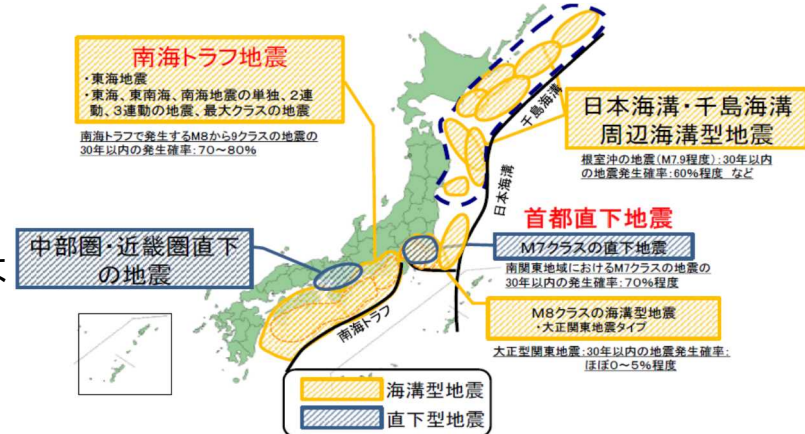 南海トラフ地震
・東海地震
・東海、東南海、南海地震の単独、2連
動、3連動の地震、最大クラスの地震
南海トラフで発生するM8から9クラスの地震の
30年以内の発生確率:70～80%
千島海溝
日本海溝・千島海溝
周辺海溝型地震
根室沖の地震(M7.9程度):30年以内
の地震発生確率:60%程度 など
日本海溝
首都直下地震
中部圏・近畿圏直下
の地震
M7クラスの直下地震
南関東地域におけるM7クラスの地震の
30年以内の発生確率:70%程度
M8クラスの海溝型地震
・大正関東地震タイプ
大正型関東地震:30年以内の地震発生確率:
ほぼ0～5%程度
南海トラフ
海溝型地震
直下型地震